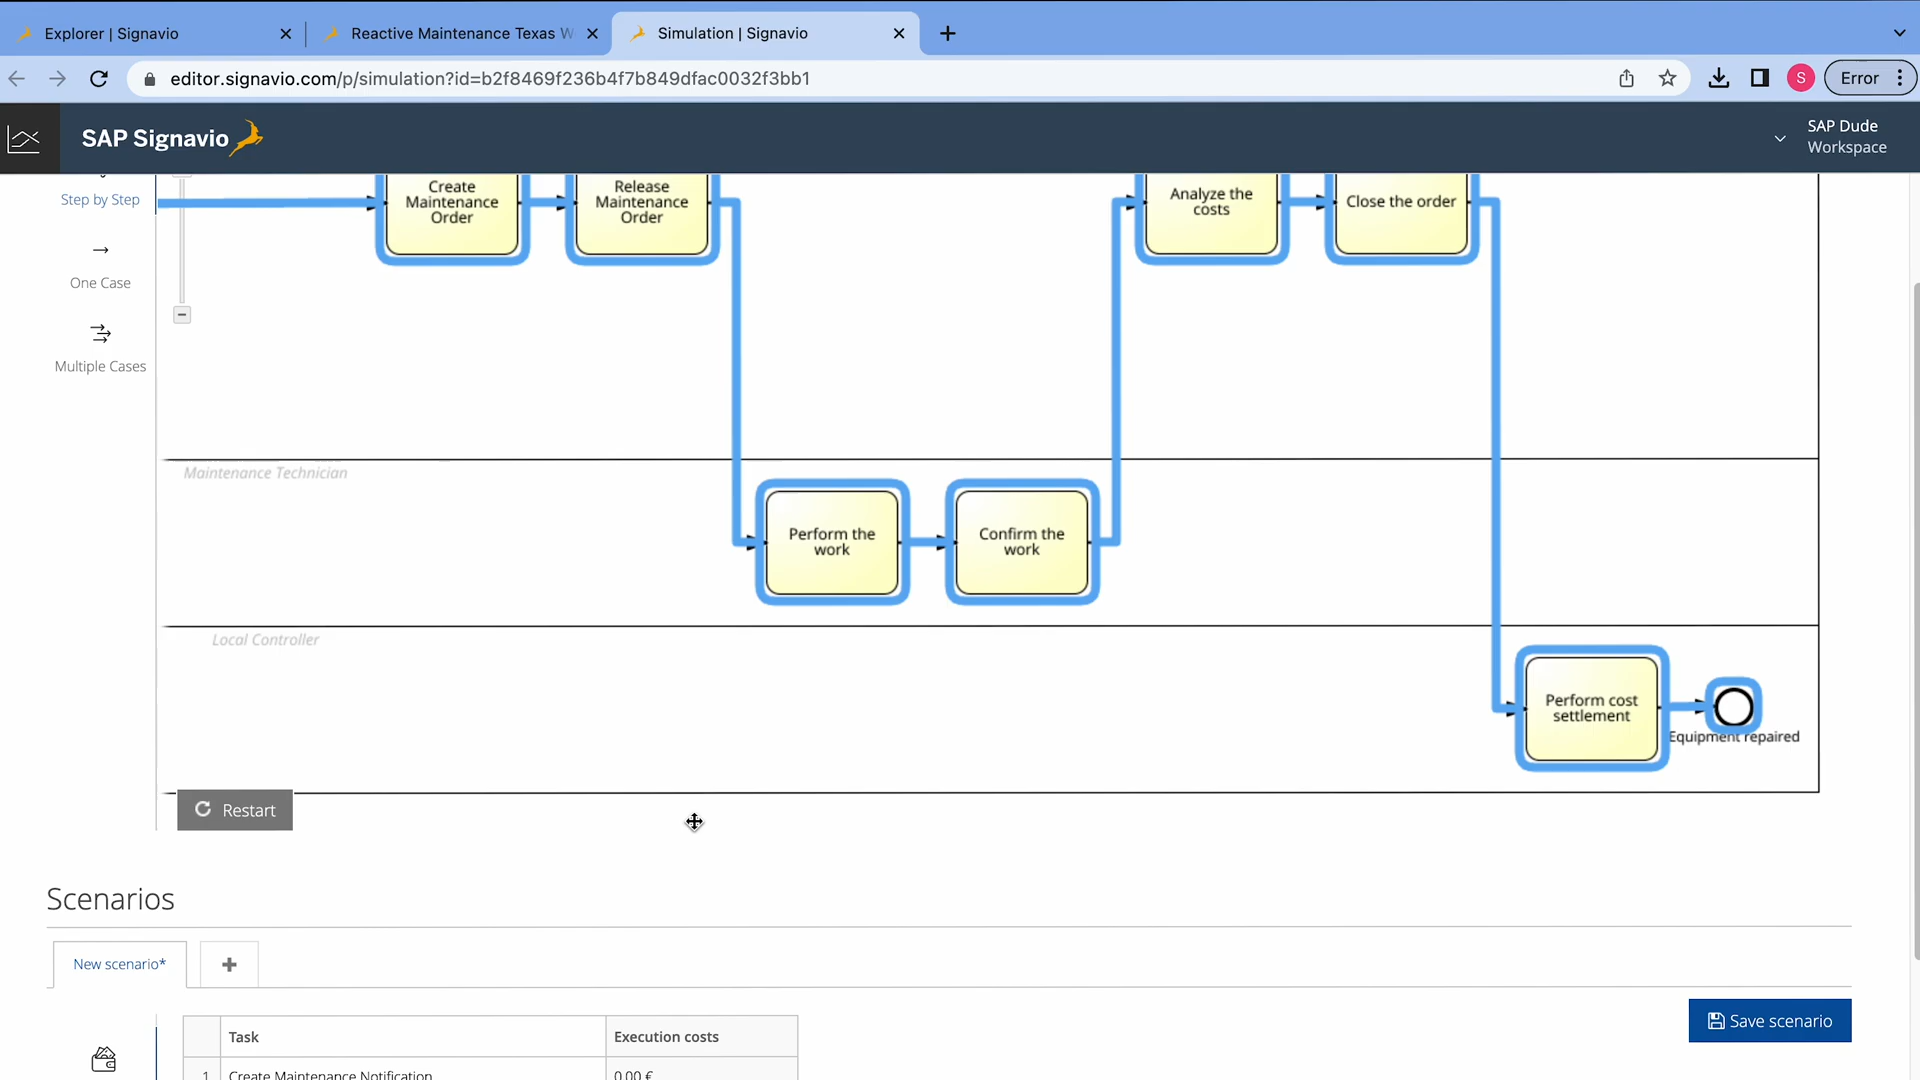 Explorer | Signavio
Reactive Maintenance Texas W
Simulation | Signavio
editor.signavio.com/p/simulation?id=b2f8469f236b4f7b849dfac0032f3bb1
S
Error
SAP Signavio
SAP Dude
Workspace
Step by Step
One Case
Multiple Cases
Create
Maintenance
Order
Release
Maintenance
Order
Analyze the
costs
Close the order
Maintenance Technician
Perform the
work
Confirm the
work
Local Controller
Perform cost
settlement
Equipment repaired
Restart
Scenarios
New scenario*
Save scenario
Task
Execution costs
1
Create Maintenance Notification
0.00 €